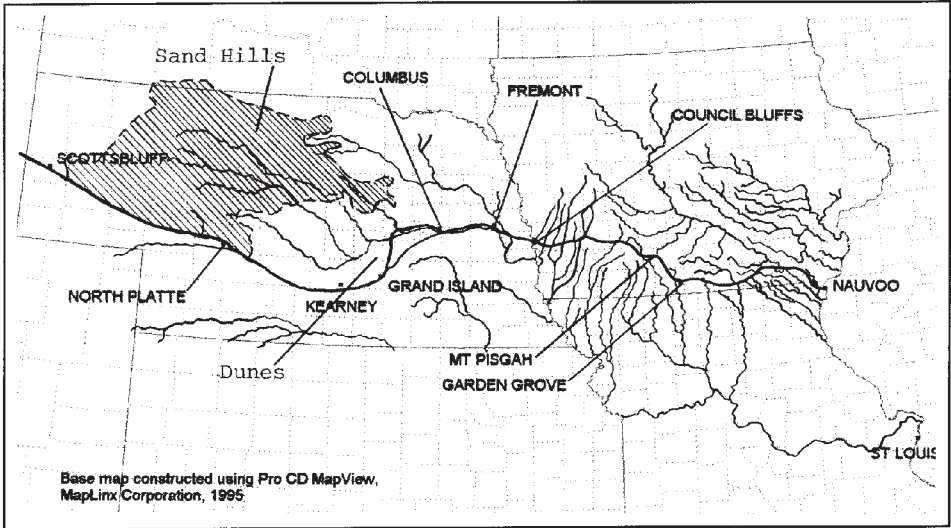 Sand Hills
COLUMBUS
FREMONT
COUNCIL BLUFFS
SCOTTSBLUFF
NORTH PLATTE
KEARNEY
GRAND ISLAND
NAUVOO
Dunes
MT PISGAH
GARDEN GROVE
ST LOUIS
Base map constructed using Pro CD MapView,
MapLinx Corporation, 1995